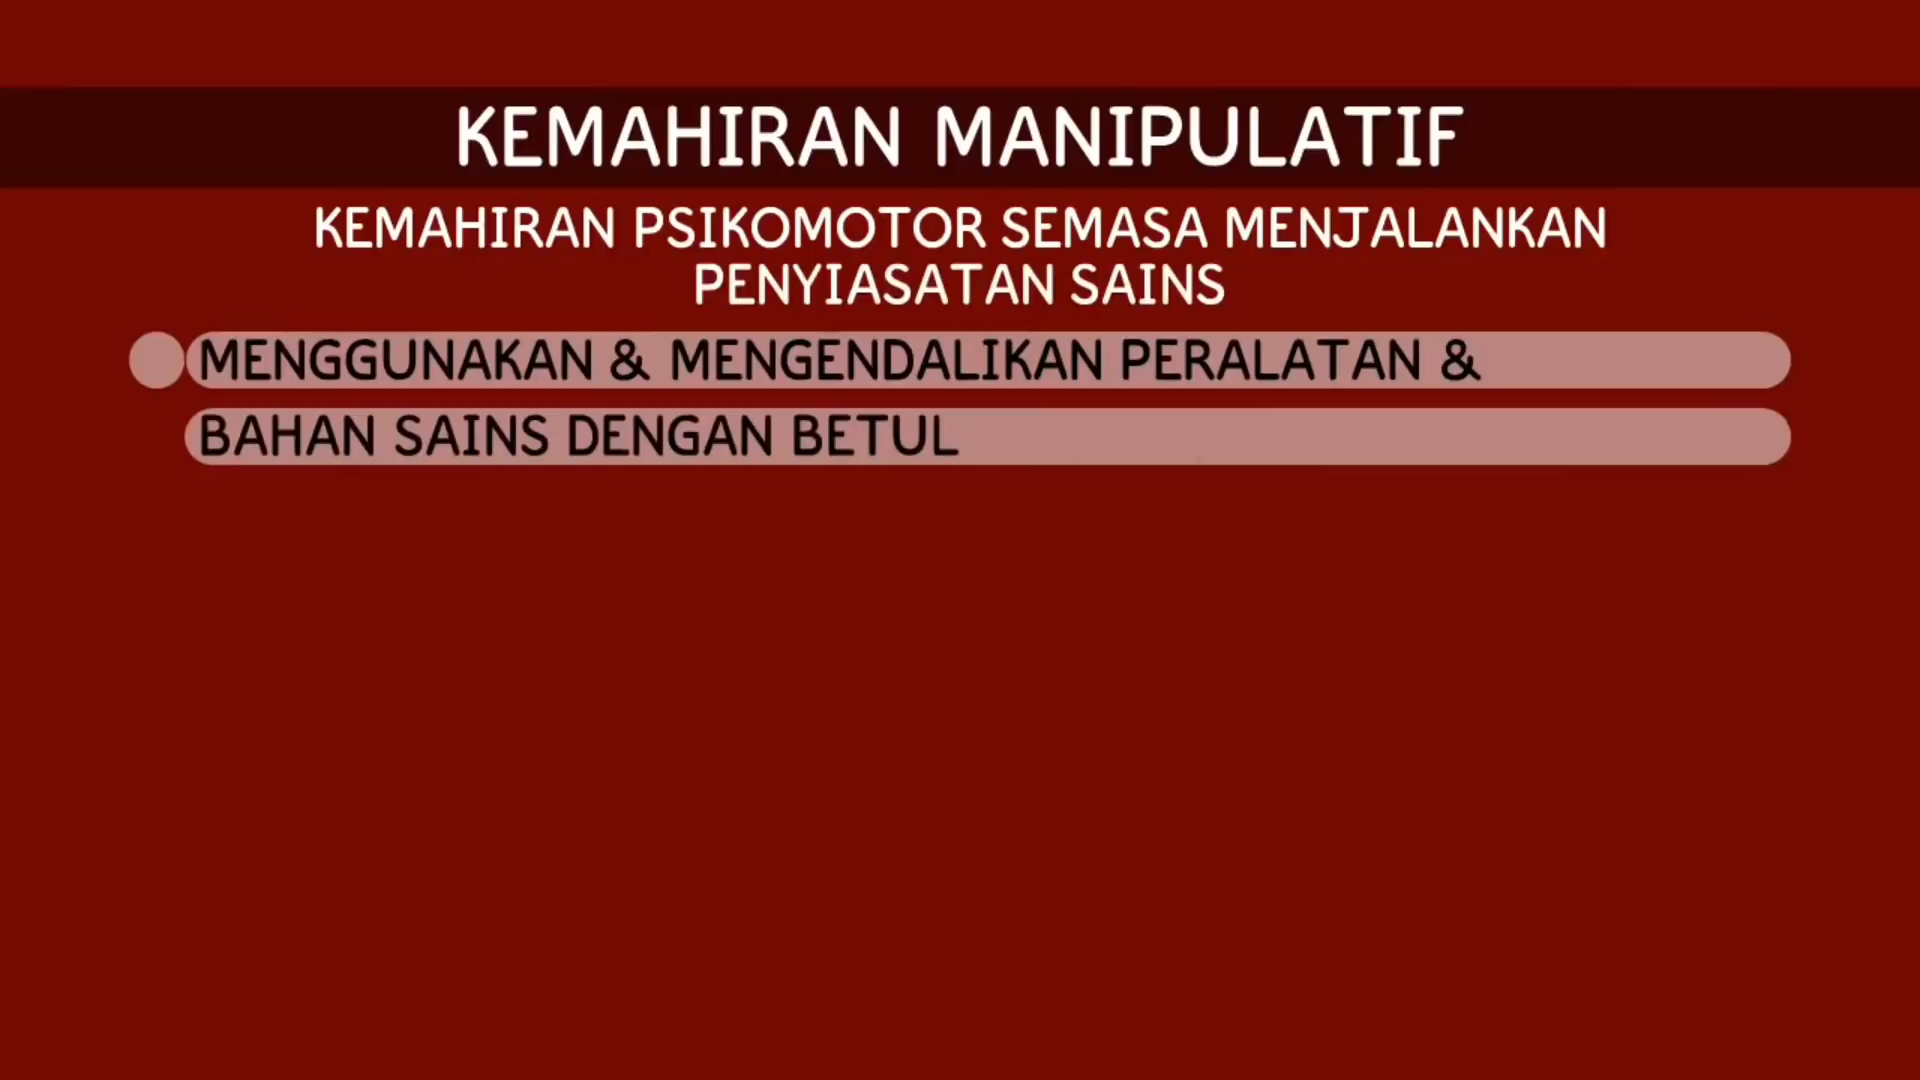 KEMAHIRAN MANIPULATIF
KEMAHIRAN PSIKOMOTOR SEMASA MENJALANKAN
PENYIASATAN SAINS
MENGGUNAKAN & MENGENDALIKAN PERALATAN &
BAHAN SAINS DENGAN BETUL